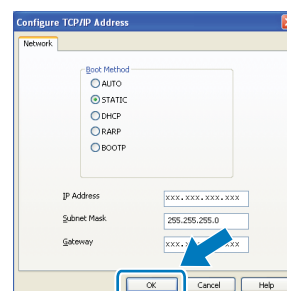 Configure TCP/IP Address
Network
Boot Method
AUTO
STATIC
DHCP
RARP
BOOTP
IP Address xxx.xxx.xxx.xxx
Subnet Mask 255.255.255.0
Gateway
OK Cancel Help